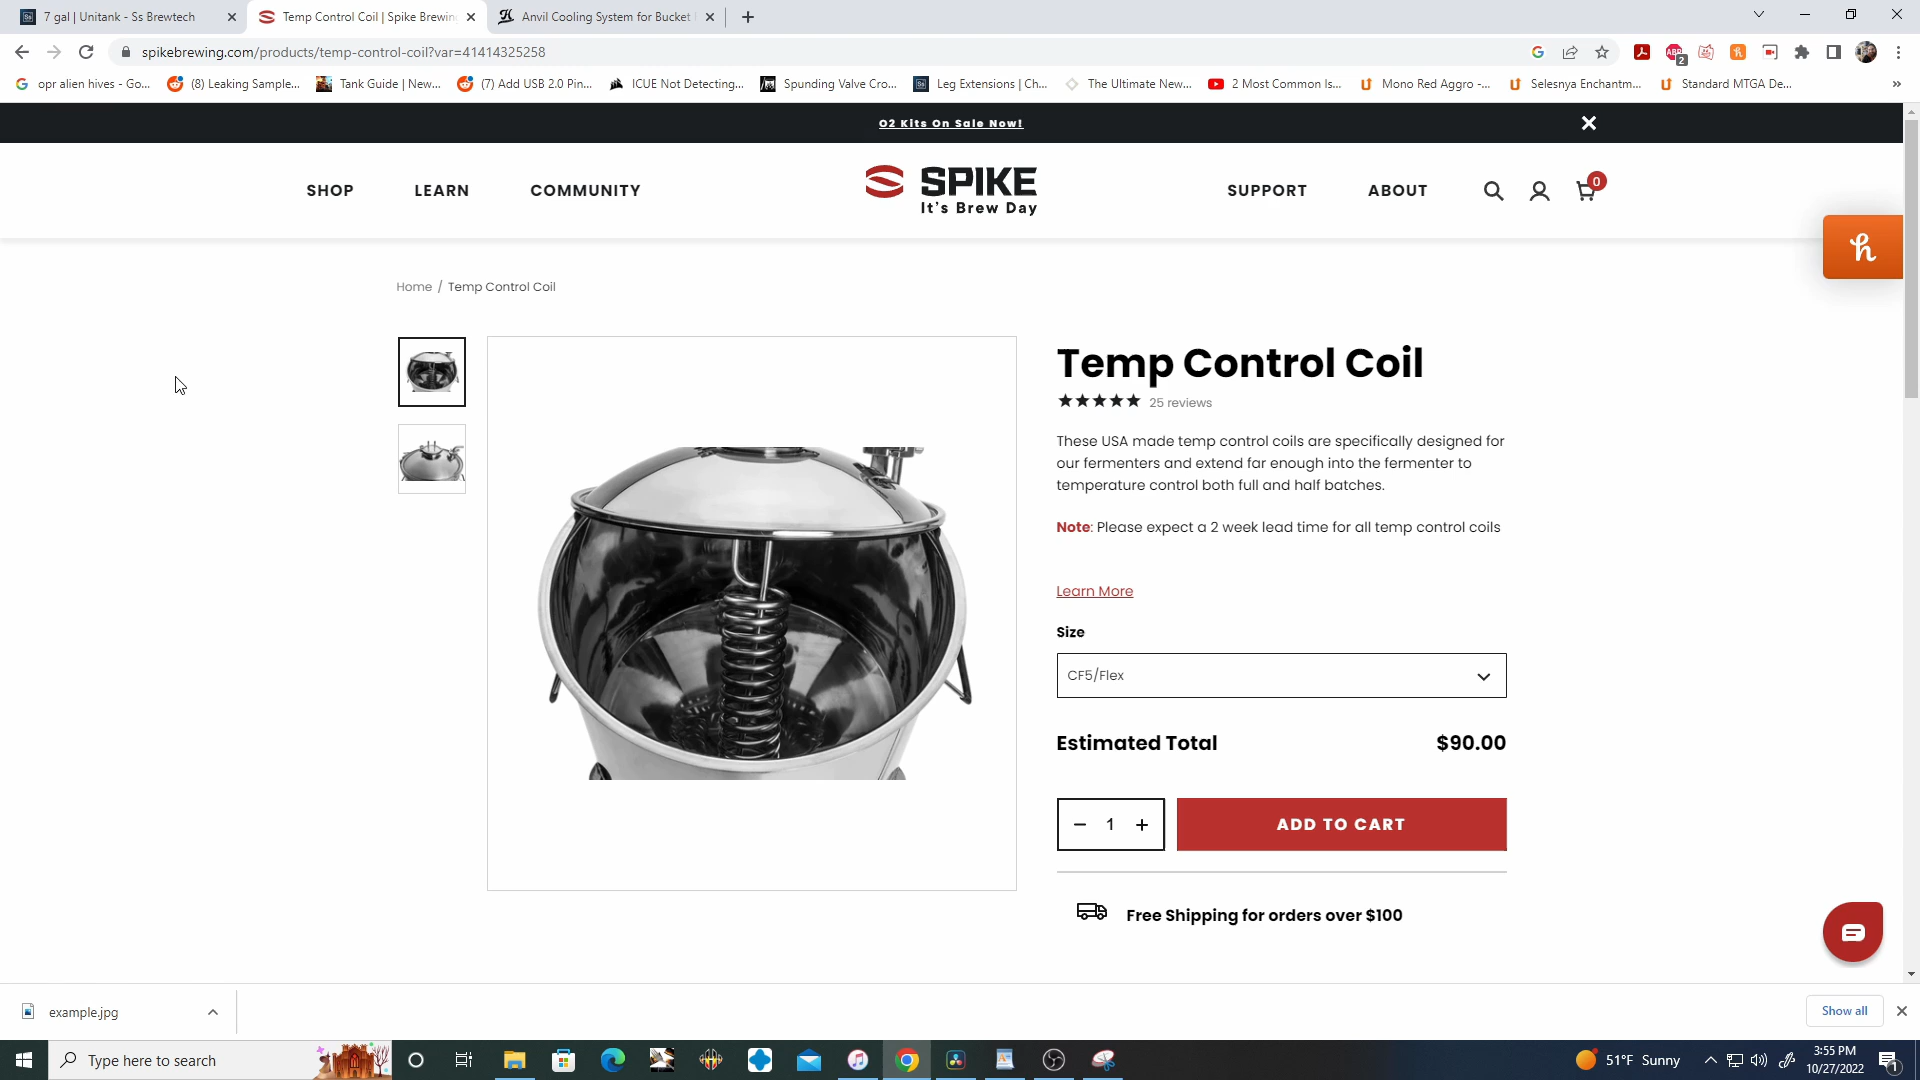 7 gal | Unitank - Ss Brewtech
Temp Control Coil | Spike Brewing
Anvil Cooling System for Bucket
spikebrewing.com/products/temp-control-coil?var=41414325258
opr alien hives - Go...
(8) Leaking Sample...
Tank Guide | New...
(7) Add USB 2.0 Pin...
ICUE Not Detecting...
Spunding Valve Cro...
Leg Extensions | Ch...
The Ultimate New...
2 Most Common Is...
Mono Red Aggro -...
Selesnya Enchantm...
Standard MTGA De...
O2 Kits On Sale Now!
SHOP
LEARN
COMMUNITY
SPIKE
It's Brew Day
SUPPORT
ABOUT
0
Home / Temp Control Coil
Temp Control Coil
★★★★★ 25 reviews
These USA made temp control coils are specifically designed for
our fermenters and extend far enough into the fermenter to
temperature control both full and half batches.
Note: Please expect a 2 week lead time for all temp control coils
Learn More
Size
CF5/Flex
Estimated Total $90.00
− 1 +
ADD TO CART
Free Shipping for orders over $100
example.jpg
Show all
Type here to search
51°F Sunny
3:55 PM
10/27/2022
1